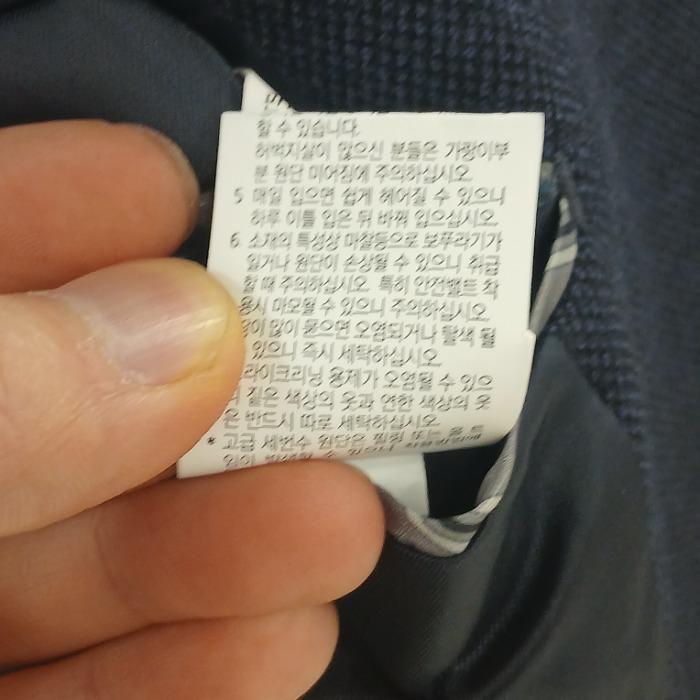 할 수 있습니다.
허벅지살이 많으신 분들은 가랑이부
분 원단 미어짐에 주의하십시오.
5 매일 입으면 쉽게 헤어질 수 있으니
하루 이틀 입은 뒤 바꿔 입으십시오.
6. 소재의 특성상 마찰등으로 보푸라기가
일거나 원단이 손상될 수 있으니 취급
할 때 주의하십시오. 특히 안전벨트 착
용시 마모될 수 있으니 주의하십시오.
많이 묻으면 오염되거나 탈색 될
있으니 즉시 세탁하십시오.
라이크리닝 용제가 오염될 수 있으
짙은 색상의 옷과 연한 색상의 옷
은 반드시 따로 세탁하십시오.
* 고급 세번수 원단은
수 있으니